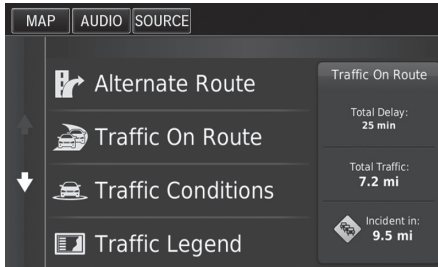 MAP AUDIO SOURCE
Alternate Route
Traffic On Route
Traffic Conditions
Traffic Legend
Traffic On Route
Total Delay:
25 min
Total Traffic:
7.2 mi
Incident in:
9.5 mi